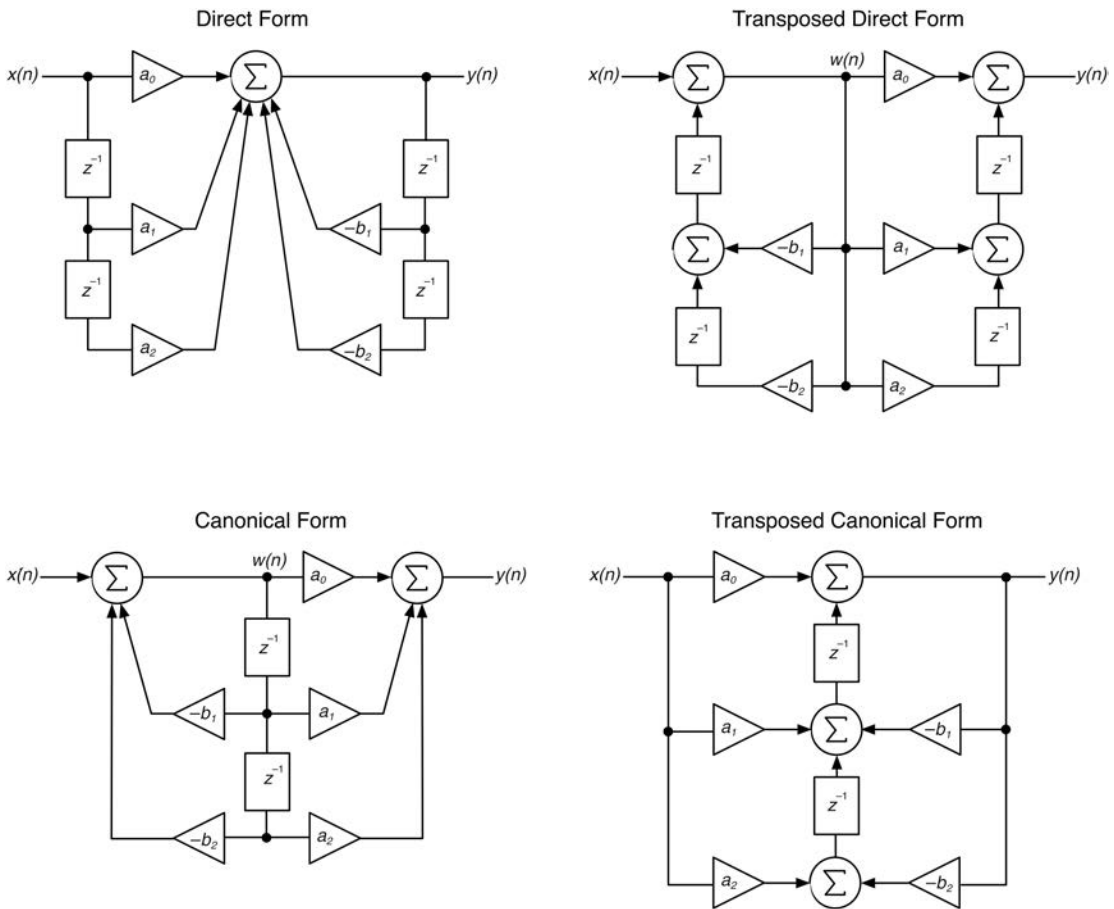 Direct Form
x(n) a₀ Σ y(n)
z⁻¹ z⁻¹
a₁ −b₁
z⁻¹ z⁻¹
a₂ −b₂
Transposed Direct Form
x(n) Σ w(n) a₀ Σ y(n)
z⁻¹ z⁻¹
Σ −b₁ a₁ Σ
z⁻¹ z⁻¹
−b₂ a₂
Canonical Form
x(n) Σ w(n) a₀ Σ y(n)
z⁻¹
−b₁ a₁
z⁻¹
−b₂ a₂
Transposed Canonical Form
x(n) a₀ Σ y(n)
z⁻¹
a₁ Σ −b₁
z⁻¹
a₂ Σ −b₂